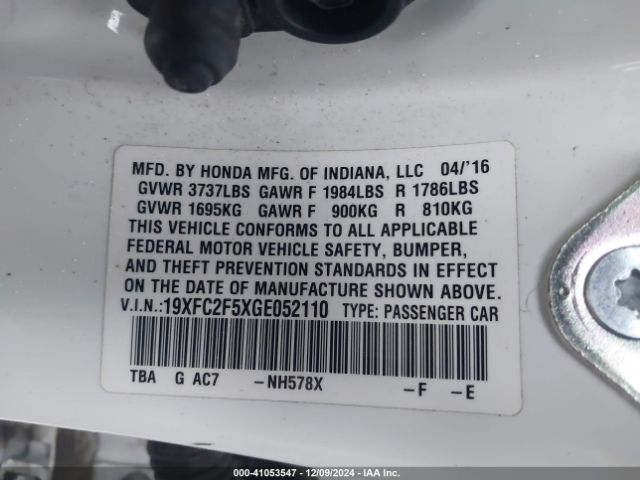 MFD. BY HONDA MFG. OF INDIANA, LLC 04/'16
GVWR 3737LBS GAWR F 1984LBS R 1786LBS
GVWR 1695KG GAWR F 900KG R 810KG
THIS VEHICLE CONFORMS TO ALL APPLICABLE
FEDERAL MOTOR VEHICLE SAFETY, BUMPER,
AND THEFT PREVENTION STANDARDS IN EFFECT
ON THE DATE OF MANUFACTURE SHOWN ABOVE.
V.I.N.:19XFC2F5XGE052110 TYPE: PASSENGER CAR
TBA G AC7 -NH578X -F -E
©IAAI-41053547 - 12/09/2024 - IAA Auctions